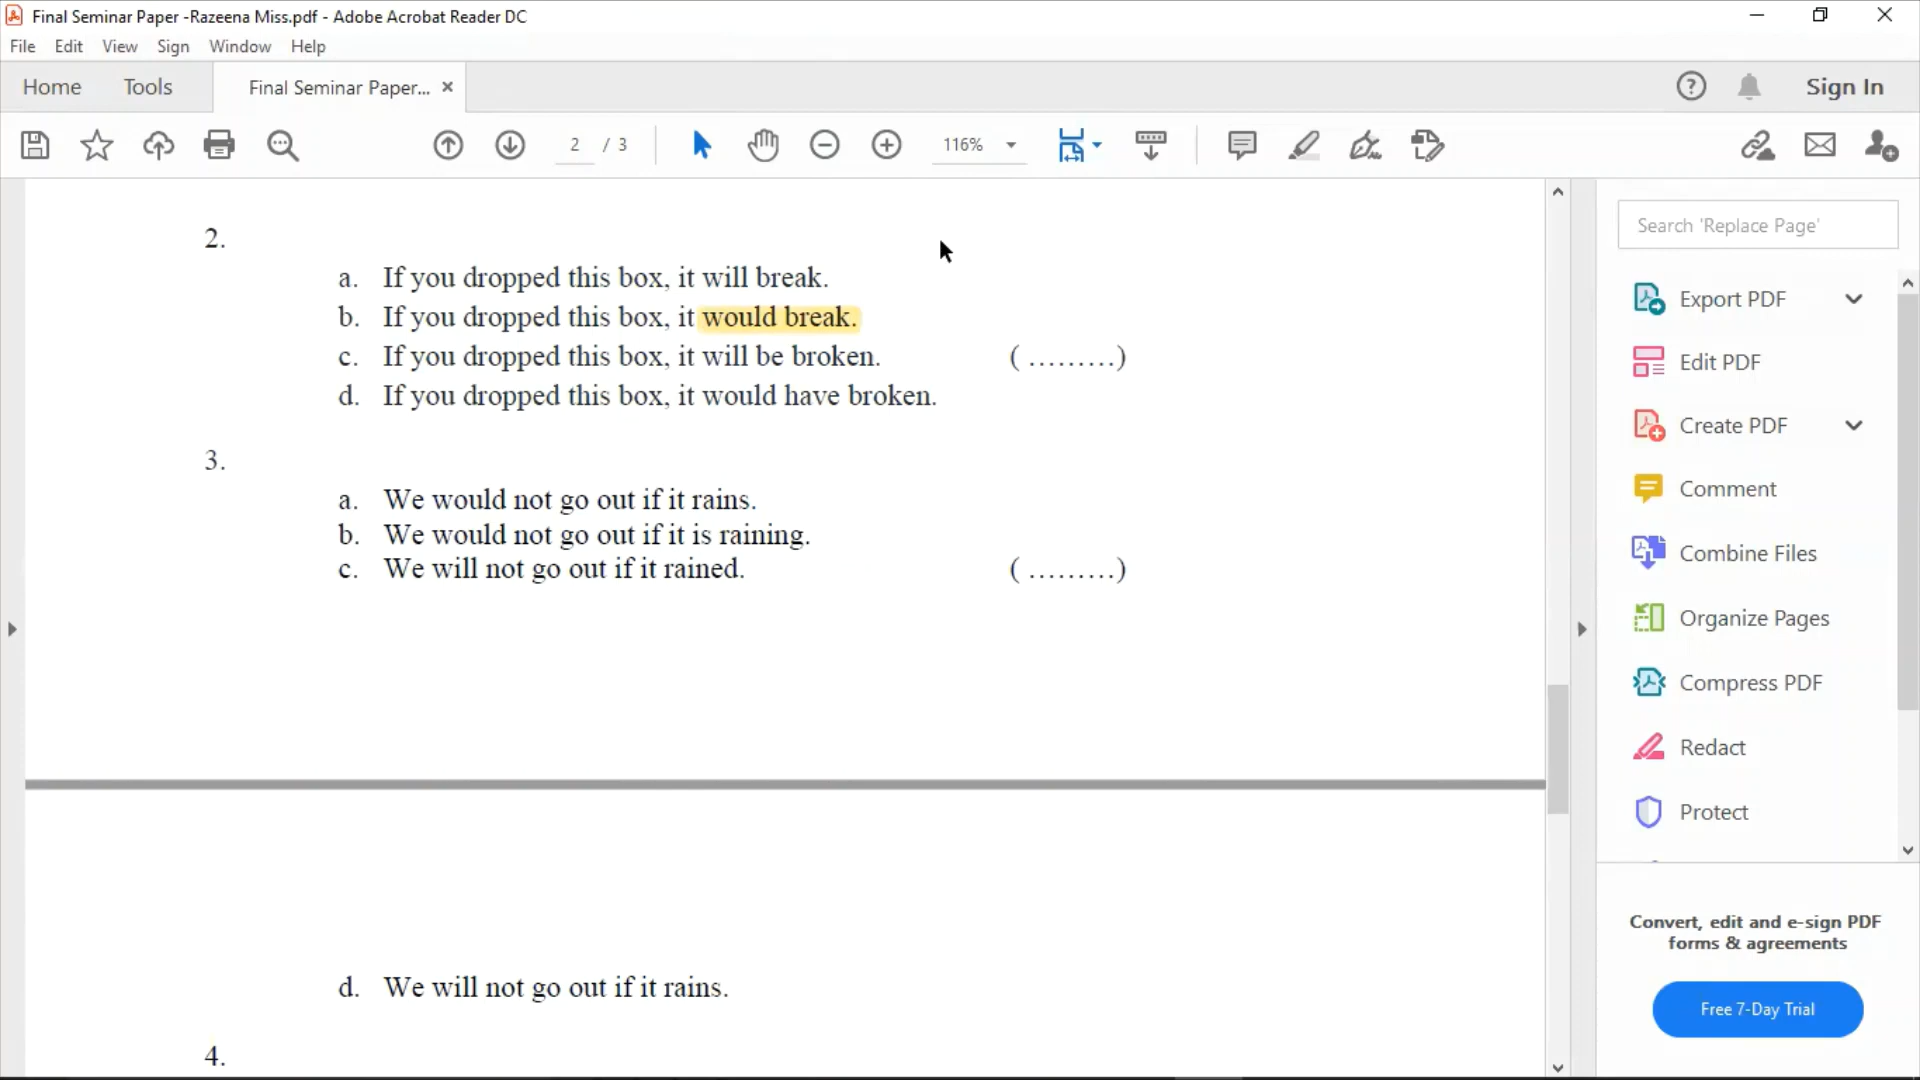 Final Seminar Paper -Razeena Miss.pdf - Adobe Acrobat Reader DC
File Edit View Sign Window Help
Home Tools Final Seminar Paper... × Sign In
2 / 3 116%
Search 'Replace Page'
2.
a. If you dropped this box, it will break.
b. If you dropped this box, it would break.
c. If you dropped this box, it will be broken. ( .........)
d. If you dropped this box, it would have broken.
3.
a. We would not go out if it rains.
b. We would not go out if it is raining.
c. We will not go out if it rained. ( .........)
d. We will not go out if it rains.
4.
Export PDF
Edit PDF
Create PDF
Comment
Combine Files
Organize Pages
Compress PDF
Redact
Protect
Convert, edit and e-sign PDF
forms & agreements
Free 7-Day Trial